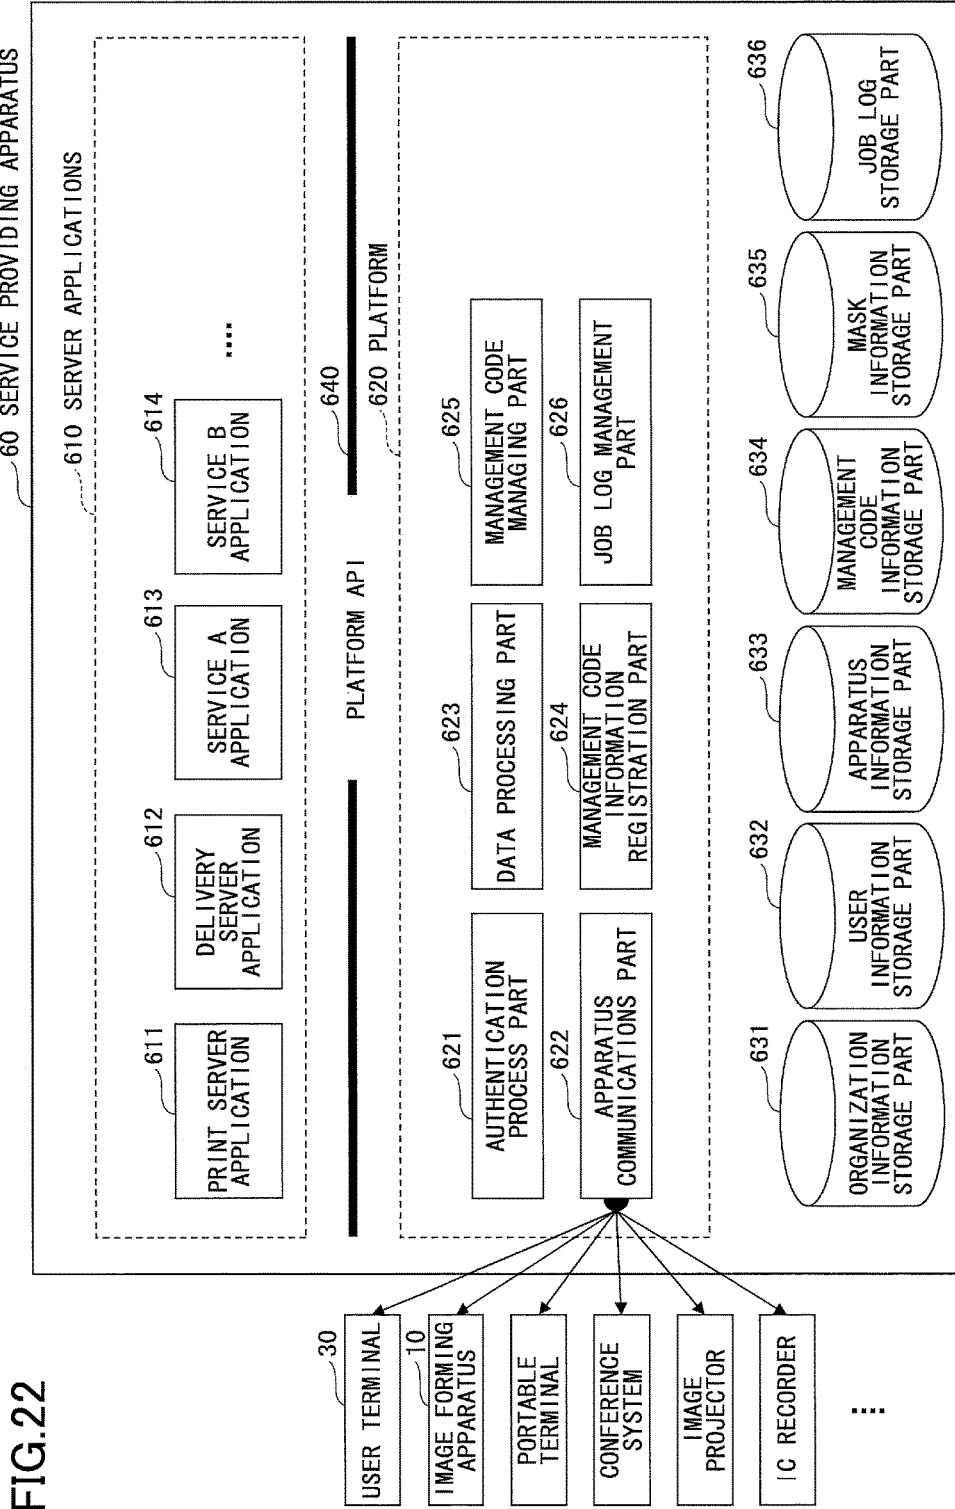 FIG.22
60 SERVICE PROVIDING APPARATUS
610 SERVER APPLICATIONS
611
PRINT SERVER
APPLICATION
612
DELIVERY
SERVER
APPLICATION
613
SERVICE A
APPLICATION
614
SERVICE B
APPLICATION
....
PLATFORM API
640
620 PLATFORM
621
AUTHENTICATION
PROCESS PART
623
DATA PROCESSING PART
625
MANAGEMENT CODE
MANAGING PART
622
APPARATUS
COMMUNICATIONS PART
624
MANAGEMENT CODE
INFORMATION
REGISTRATION PART
626
JOB LOG MANAGEMENT
PART
631
ORGANIZATION
INFORMATION
STORAGE PART
632
USER
INFORMATION
STORAGE PART
633
APPARATUS
INFORMATION
STORAGE PART
634
MANAGEMENT
CODE
INFORMATION
STORAGE PART
635
MASK
INFORMATION
STORAGE PART
636
JOB LOG
STORAGE PART
30
USER TERMINAL
10
IMAGE FORMING
APPARATUS
PORTABLE
TERMINAL
CONFERENCE
SYSTEM
IMAGE
PROJECTOR
IC RECORDER
....